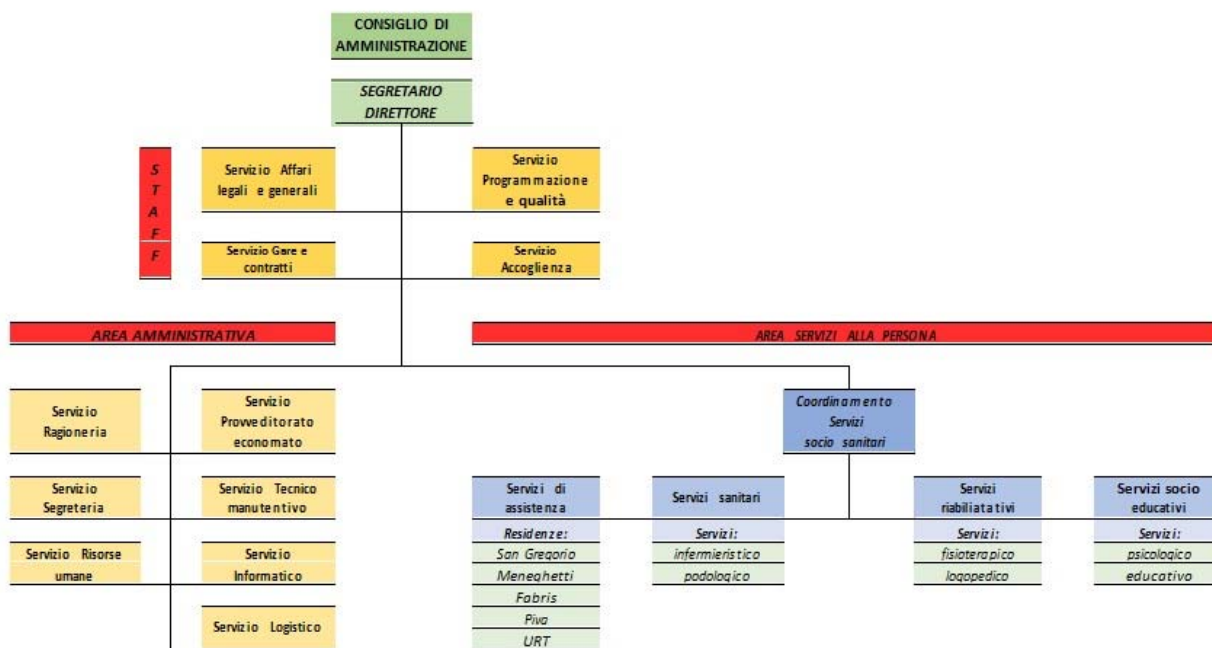 CONSIGLIO DI
AMMINISTRAZIONE
SEGRETARIO
DIRETTORE
STAFF
Servizio Affari
legali e generali
Servizio
Programmazione
e qualità
Servizio Gare e
contratti
Servizio
Accoglienza
AREA AMMINISTRATIVA
AREA SERVIZI ALLA PERSONA
Servizio
Ragioneria
Servizio
Provveditorato
economato
Coordinamento
Servizi
socio sanitari
Servizio
Segreteria
Servizio Tecnico
manutentivo
Servizi di
assistenza
Servizi sanitari
Servizi
riabiliatativi
Servizi socio
educativi
Residenze:
Servizi:
Servizi:
Servizi:
Servizio Risorse
umane
Servizio
Informatico
San Gregorio
infermieristico
fisioterapico
psicologico
Meneghetti
podologico
logopedico
educativo
Fabris
Servizio Logistico
Piva
URT